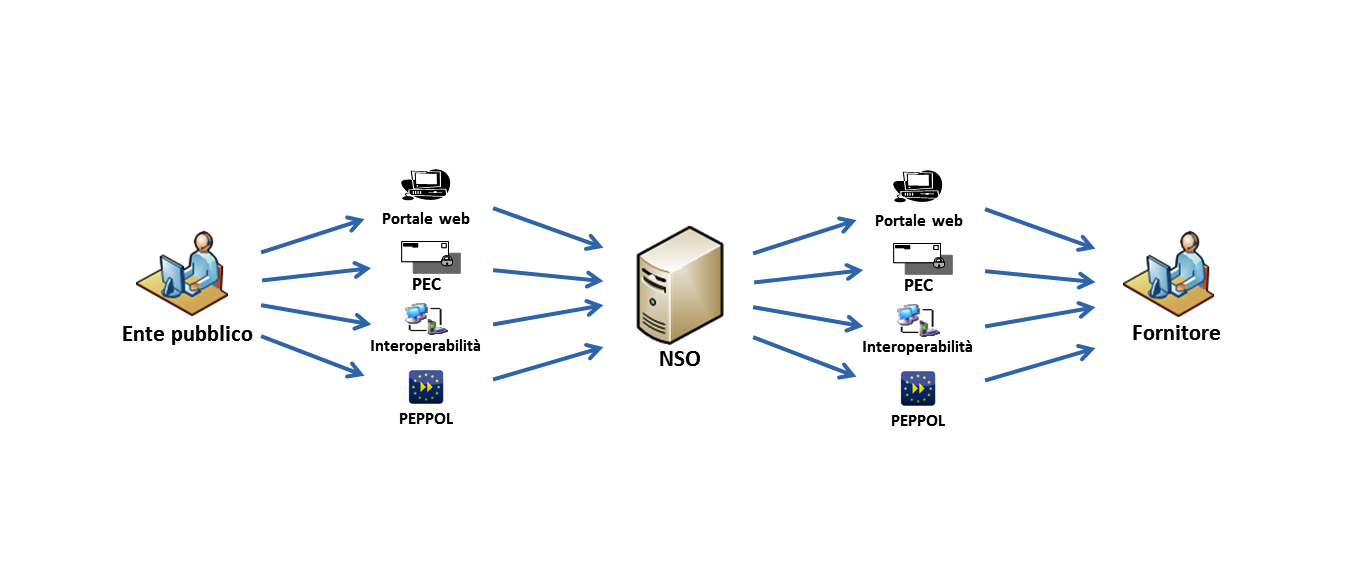 Portale web
PEC
Interoperabilità
PEPPOL
Ente pubblico
NSO
Portale web
PEC
Interoperabilità
PEPPOL
Fornitore